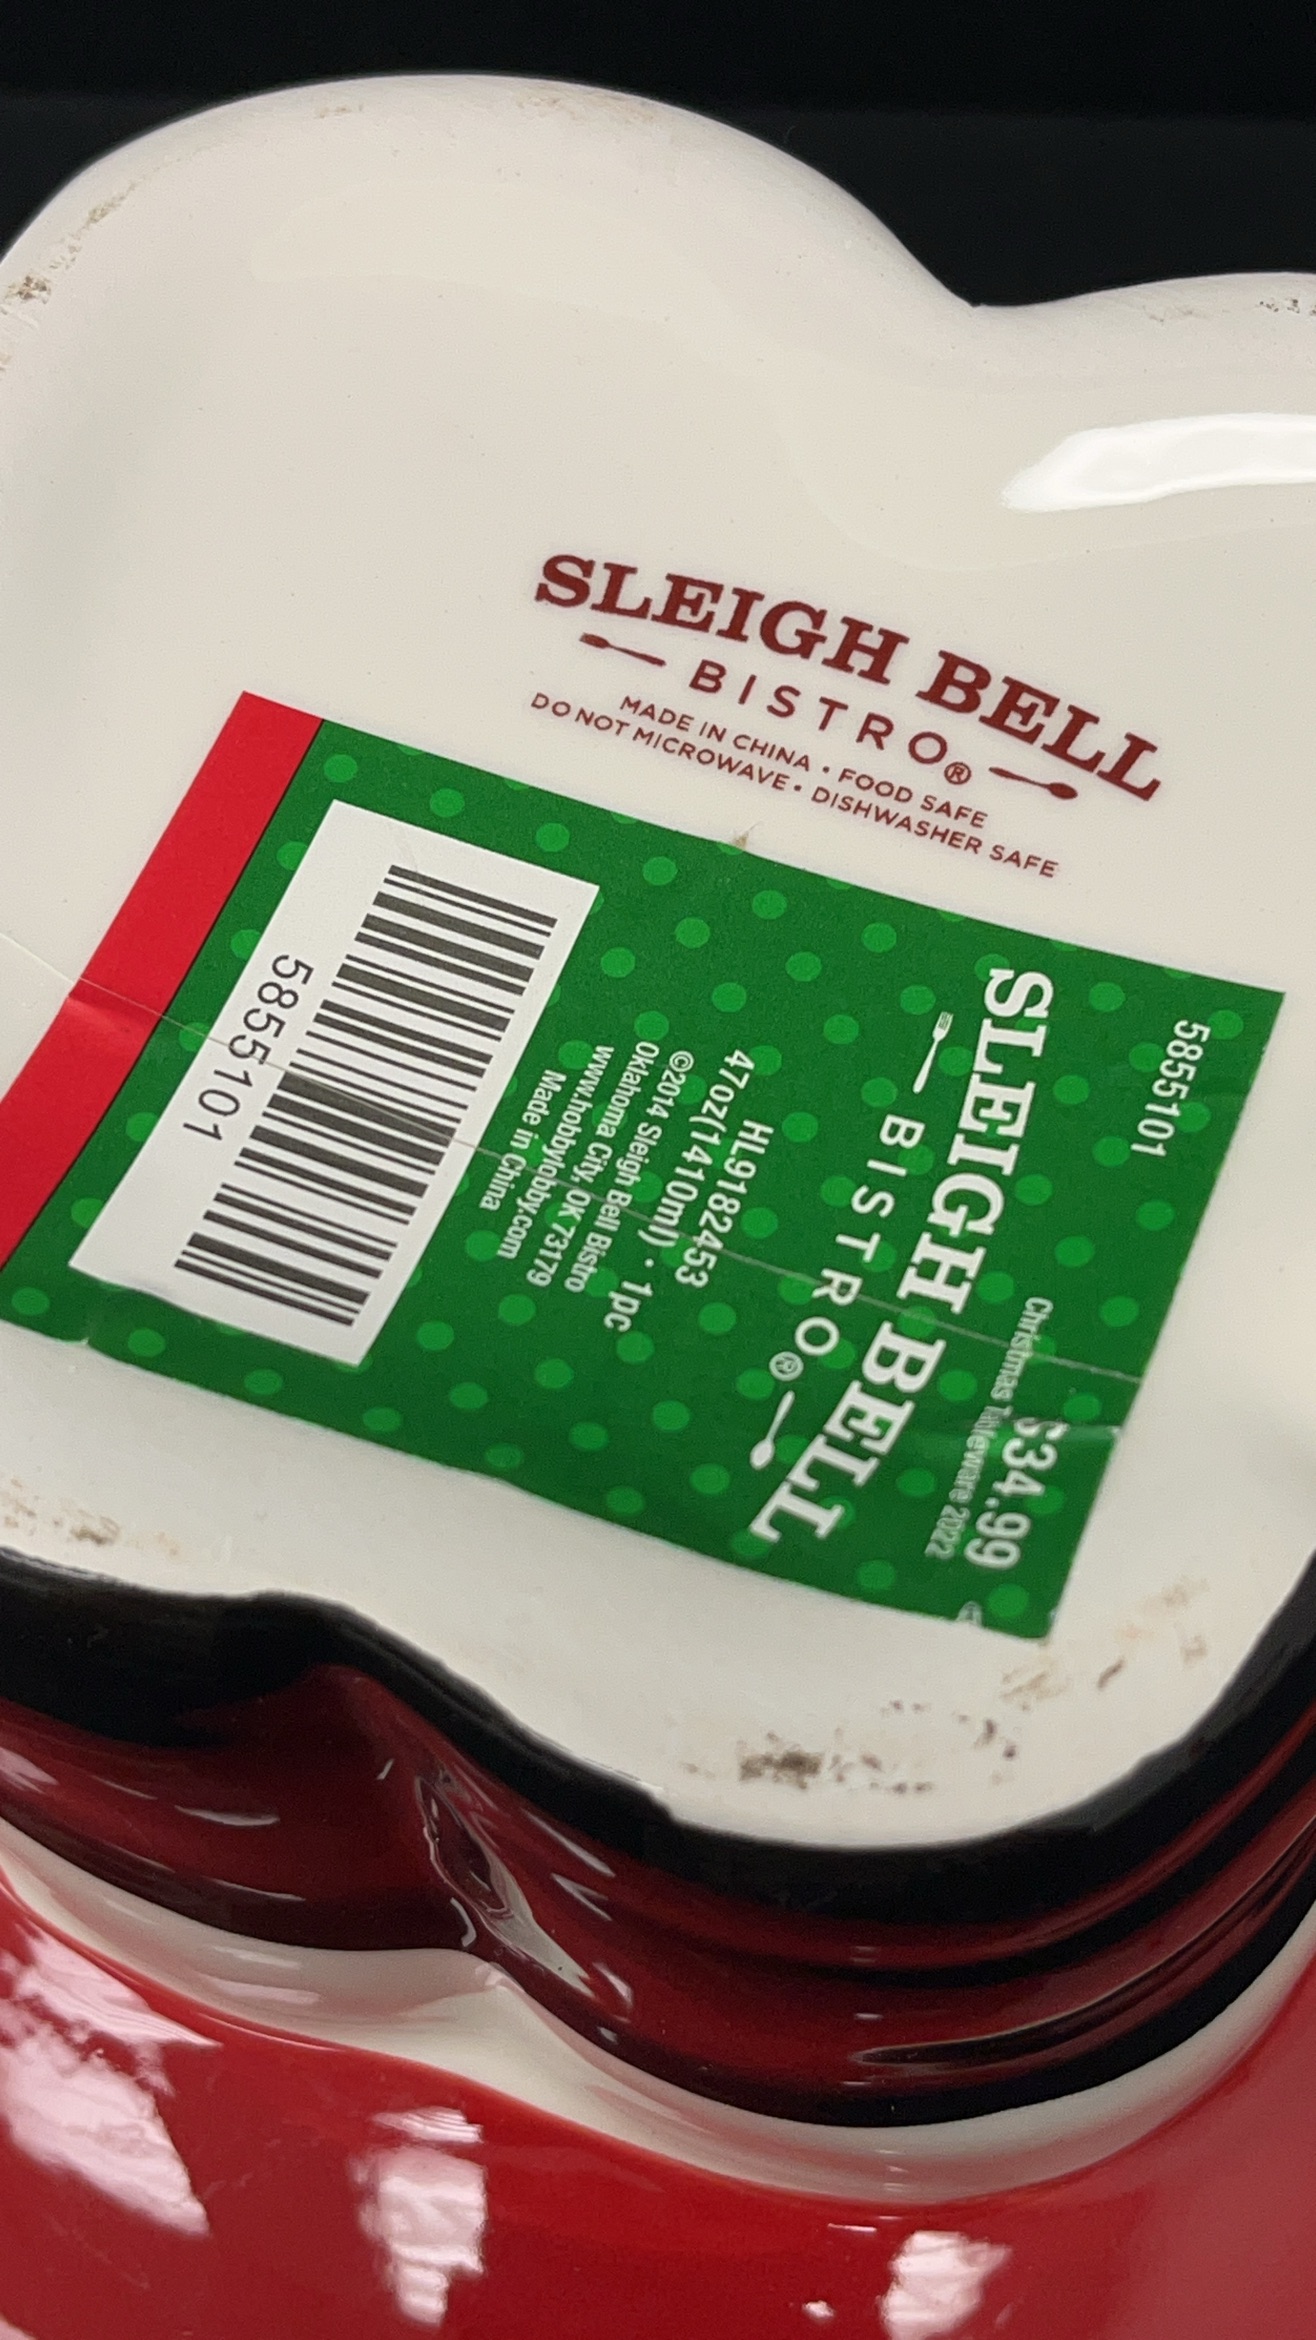 SLEIGH BELL
BISTRO®
MADE IN CHINA • FOOD SAFE
DO NOT MICROWAVE • DISHWASHER SAFE
5855101
$34.99
Christmas Tableware 2022
SLEIGH BELL
BISTRO®
HL9182453
47oz(1410ml) • 1pc
©2014 Sleigh Bell Bistro
Oklahoma City, OK 73179
www.hobbylobby.com
Made in China
5855101